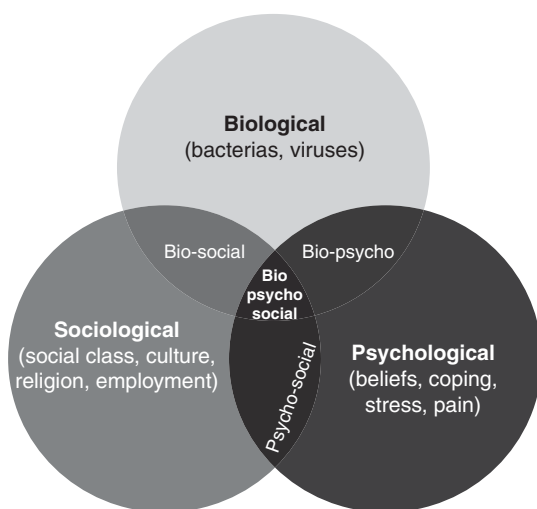 Biological
(bacterias, viruses)
Bio-social
Bio-psycho
Bio
psycho
social
Sociological
(social class, culture,
religion, employment)
Psycho-social
Psychological
(beliefs, coping,
stress, pain)